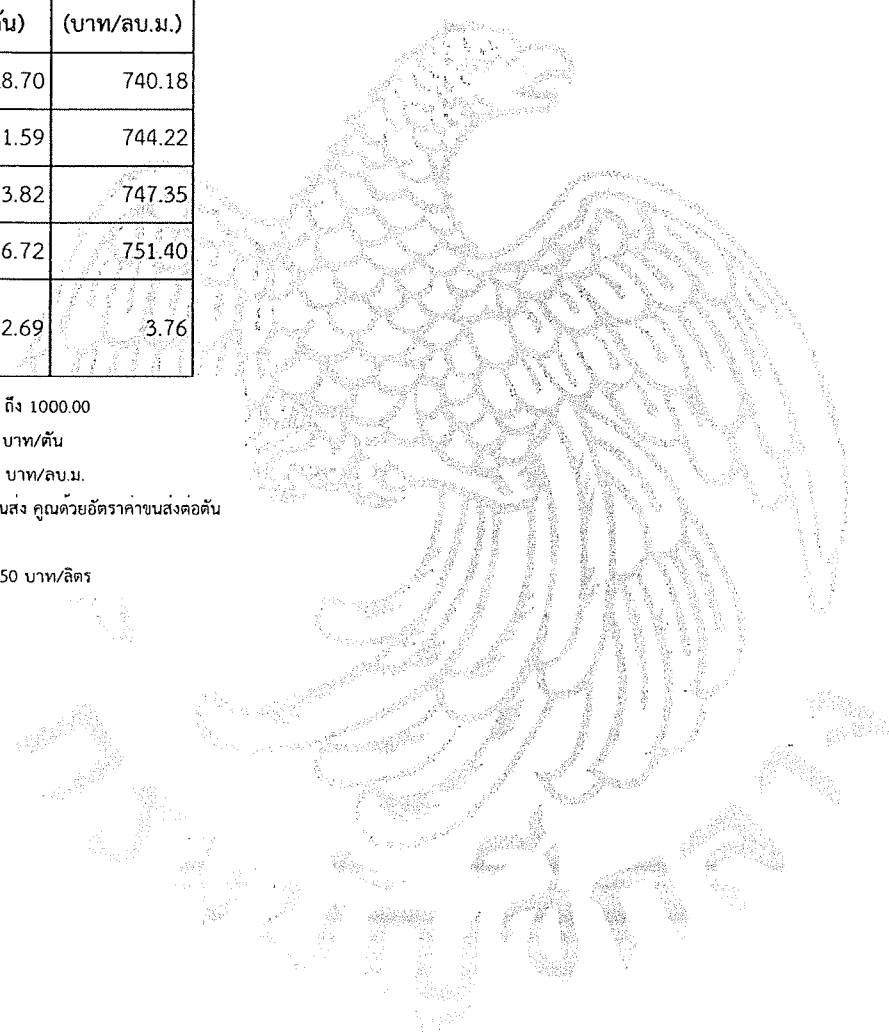 ัน) (บาท/ลบ.ม.)
8.70 740.18
1.59 744.22
3.82 747.35
6.72 751.40
2.69 3.76
ถึง 1000.00
บาท/ตัน
บาท/ลบ.ม.
นส่ง คูณด้วยอัตราค่าขนส่งต่อตัน
50 บาท/ลิตร